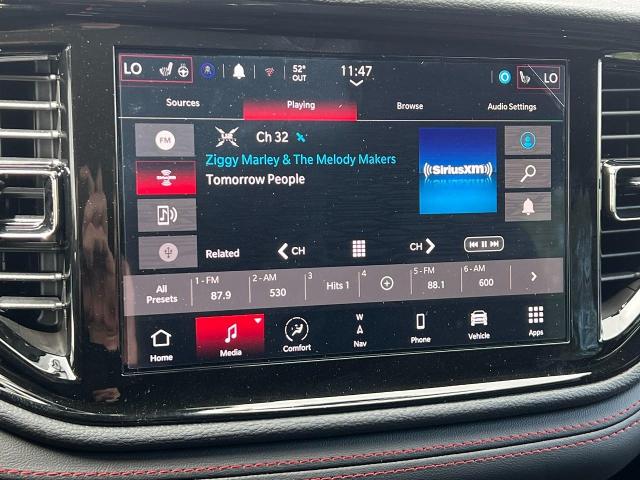 LO 52° OUT 11:47 LO
Sources Playing Browse Audio Settings
FM
Ch 32
Ziggy Marley & The Melody Makers
Tomorrow People
((SiriusXM))
Related CH CH
All Presets
1 - FM 87.9
2 - AM 530
3 Hits 1
4
5 - FM 88.1
6 - AM 600
W N
Home Media Comfort Nav Phone Vehicle Apps